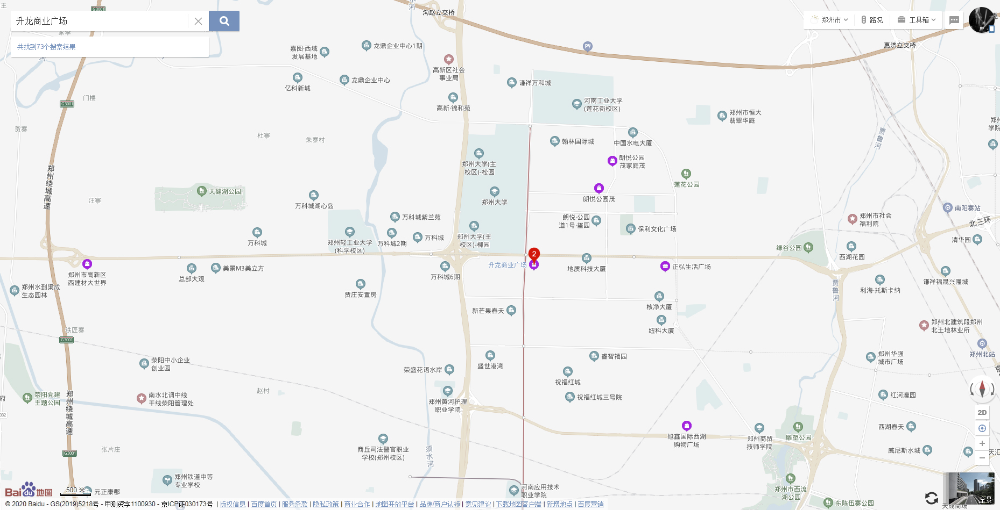 升龙商业广场
共找到73个搜索结果
郑州市
路况
工具箱
沟赵立交桥
惠济立交桥
嘉图·西域
发展基地
龙鼎企业中心1期
高新区社会
事业局
亿科新城
龙鼎企业中心
谦祥万和城
门楼
高新·锦和苑
河南工业大学
(莲花街校区)
郑州市恒大
翡翠华庭
贺寨
杜寨
朱寨村
翰林国际城
中国水电大厦
贾鲁河
郑州大学(主
校区)-松园
朗悦公园
茂家庭茂
莲花公园
郑州绕城高速
天健湖公园
汪寨
万科城湖心岛
郑州大学
朗悦公园茂
南阳寨站
万科城紫兰苑
朗悦·公园
道1号·玺园
郑州市社会
福利院
北三环
万科城
郑州轻工业大学
(科学校区)
万科城2期
万科城
郑州大学(主
校区)-柳园
保利文化广场
清华园
绿谷公园
西湖花园
2
升龙商业广场
地质科技大厦
正弘生活广场
郑州市高新区
西建材大世界
总部大观
美景M3美立方
万科城6期
谦祥福晟兴隆城
郑州水到渠成
生态园林
贾庄安置房
贾鲁河
利海·托斯卡纳
新芒果春天
核净大厦
纽科大厦
铁匠寨
郑州北建筑段郑州
北土地林业所
G3001
G3001
G3001
G3001
荥阳中小企业
创业园
盛世港湾
睿智禧园
郑州华强
城市广场
郑州北站
荣盛花语水岸
祝福红城
赵村
荥阳党建
主题公园
南水北调中线
干线荥阳管理处
郑州黄河护理
职业学院
祝福红城三号院
红河瀛园
郑州绕城高速
2D
旭鑫国际西湖
购物广场
郑州商贸
技师学院
雕塑公园
西湖春天
张片庄
商丘司法警官职业
学校(郑州校区)
须水河
威尼斯水城
郑州铁道中等
专业学校
元正康郡
河南应用技术
职业学院
郑州市西流
湖公园
东陈伍寨公园
全景
Bai du 地图
500 米
© 2020 Baidu - GS(2019)5218号 - 甲测资字1100930 - 京ICP证030173号 | 版权信息 | 百度首页 | 服务条款 | 隐私政策 | 商业合作 | 地图开放平台 | 品牌/商户认领 | 意见建议 | 下载地图客户端 | 新增地点 | 百度营销